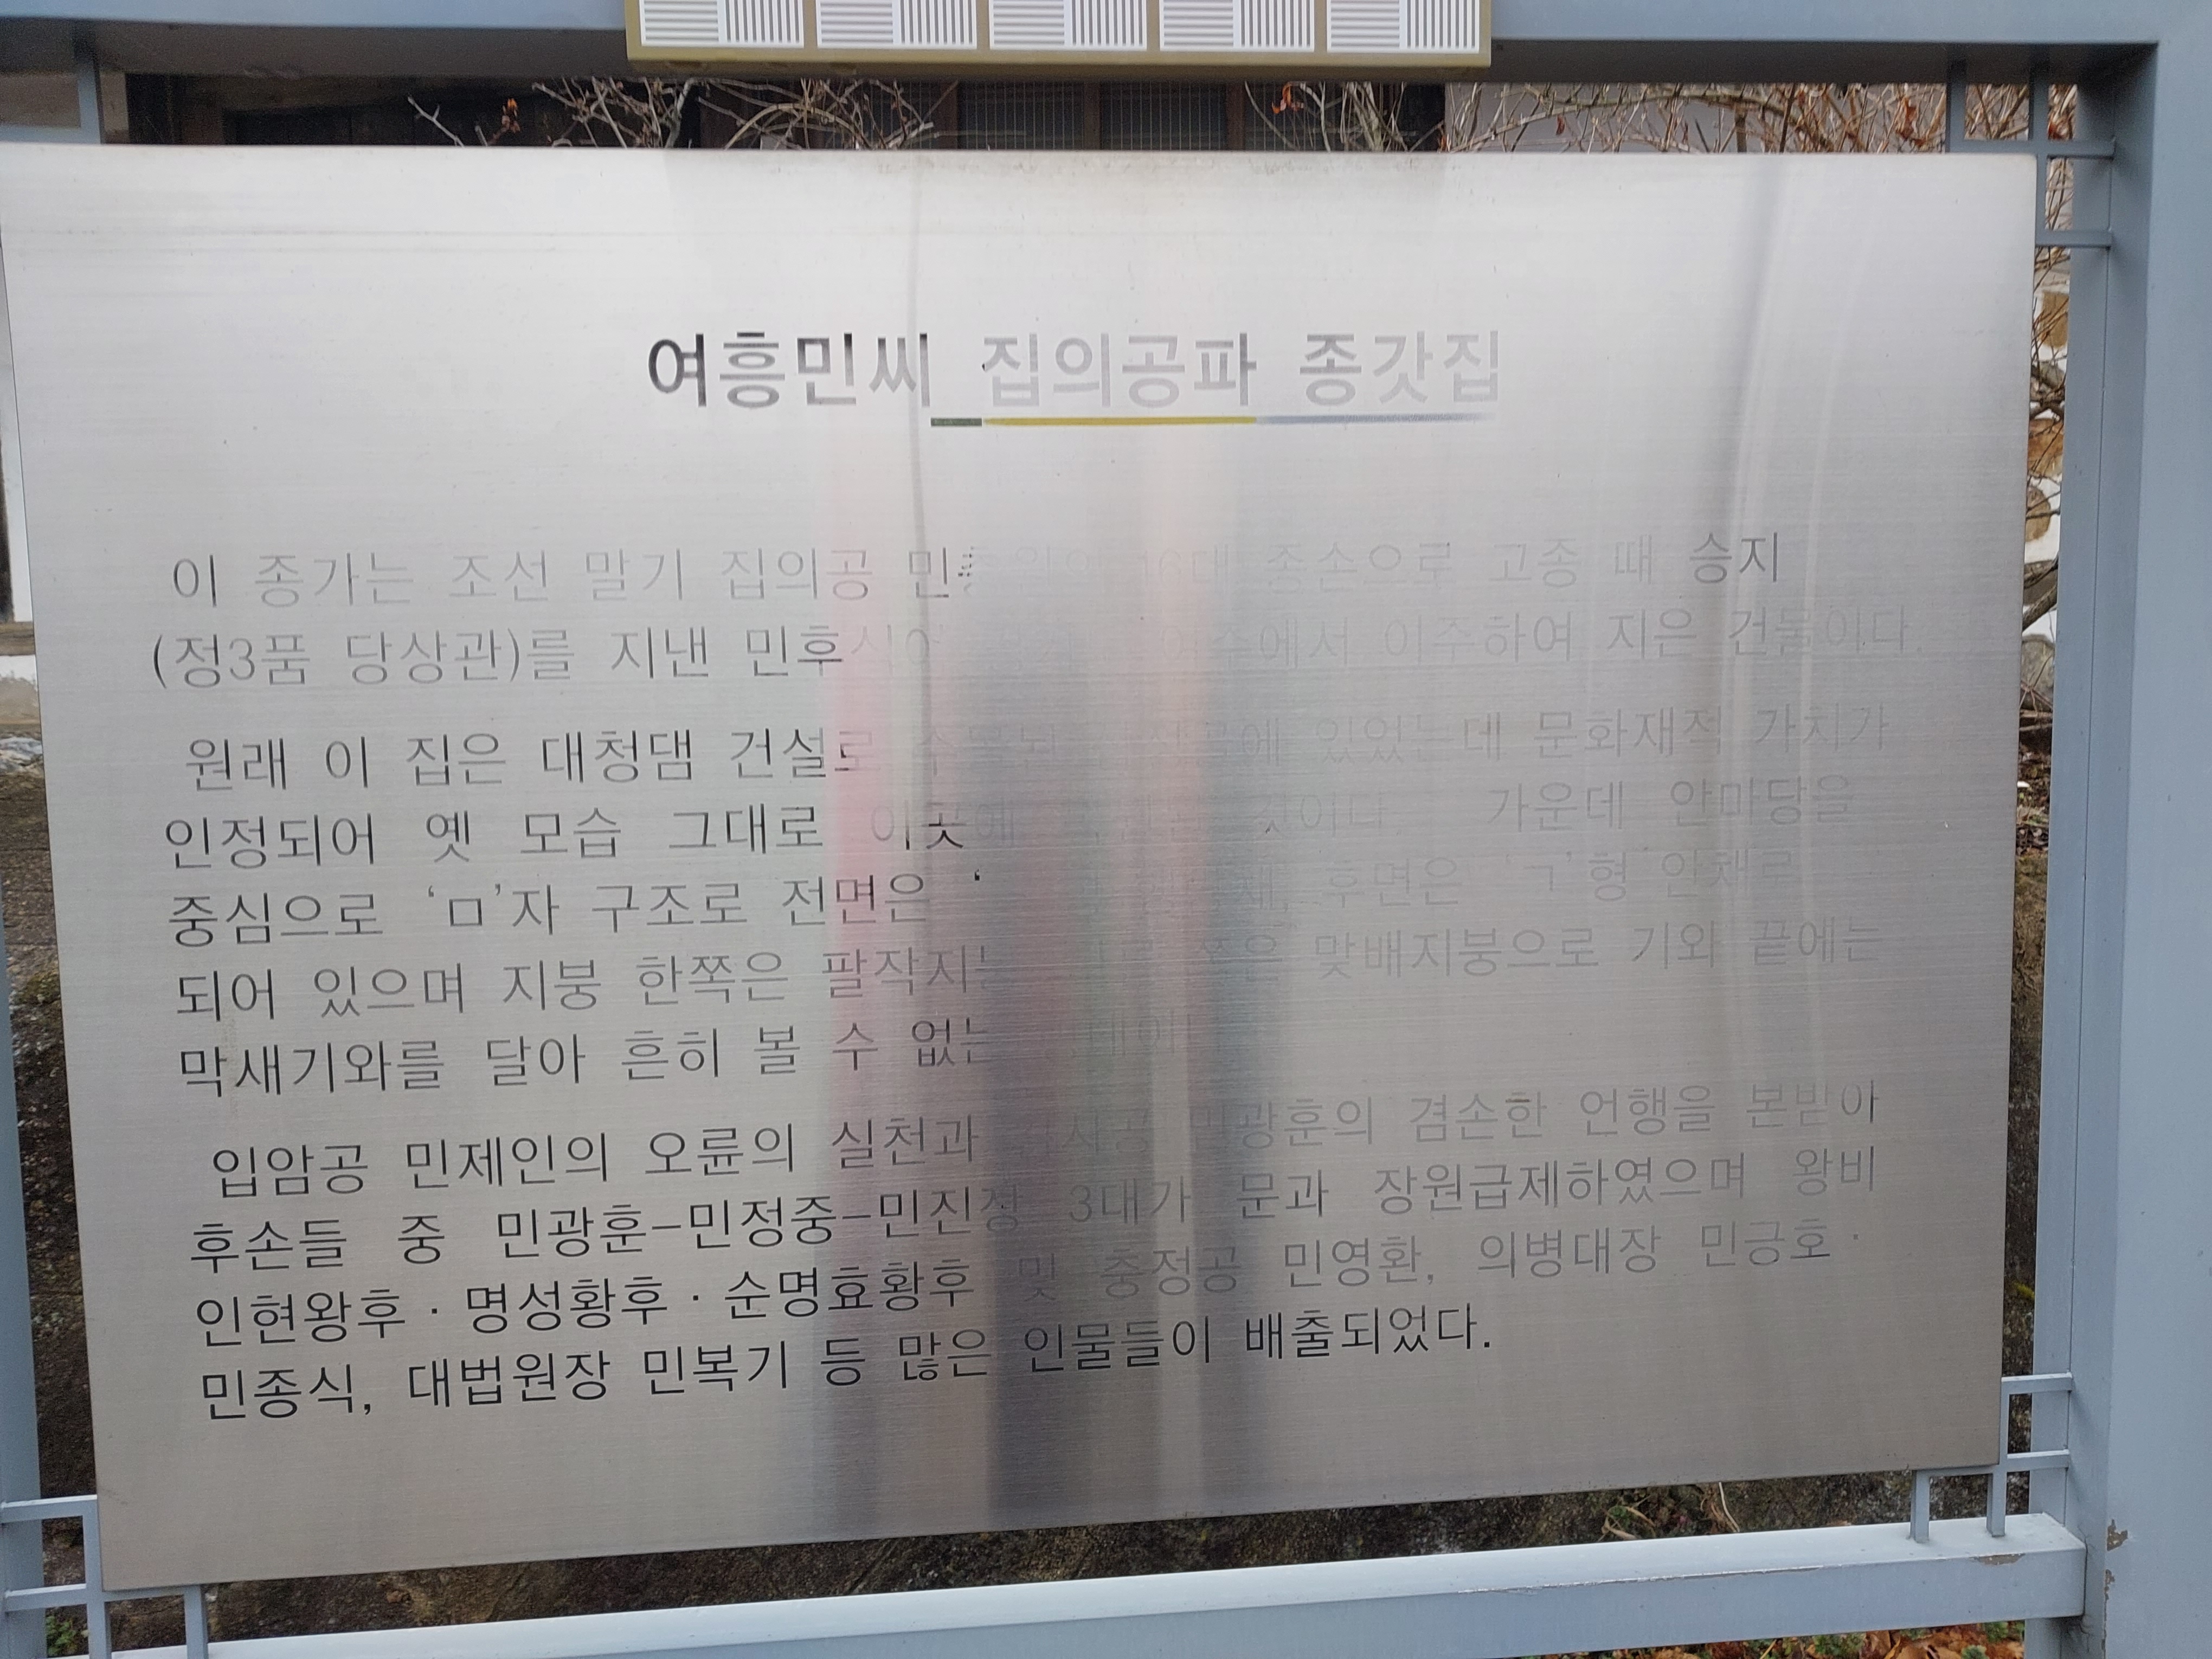 여흥민씨 집의공파 종갓집
이 종가는 조선 말기 집의공 종손으로 고종 때 승지
(정3품 당상관)를 지낸 이주하여 지은 건물이다.
원래 이 집은 대청댐 건설로 있었는데 문화재적 가치가
인정되어 옛 모습 그대로 이곳에 것이다. 가운데 안마당을
중심으로 ‘ㅁ’자 구조로 전면은 후면은 ‘ㄱ’형 안채로
되어 있으며 지붕 한쪽은 맞배지붕으로 기와 끝에는
막새기와를 달아 흔히 볼 수 없는
입암공 민제인의 오륜의 실천과 민광훈의 겸손한 언행을 본받아
후손들 중 민광훈-민정중-민진장 3대가 문과 장원급제하였으며 왕비
인현왕후·명성황후·순명효황후 및 충정공 민영환, 의병대장 민긍호·
민종식, 대법원장 민복기 등 많은 인물들이 배출되었다.